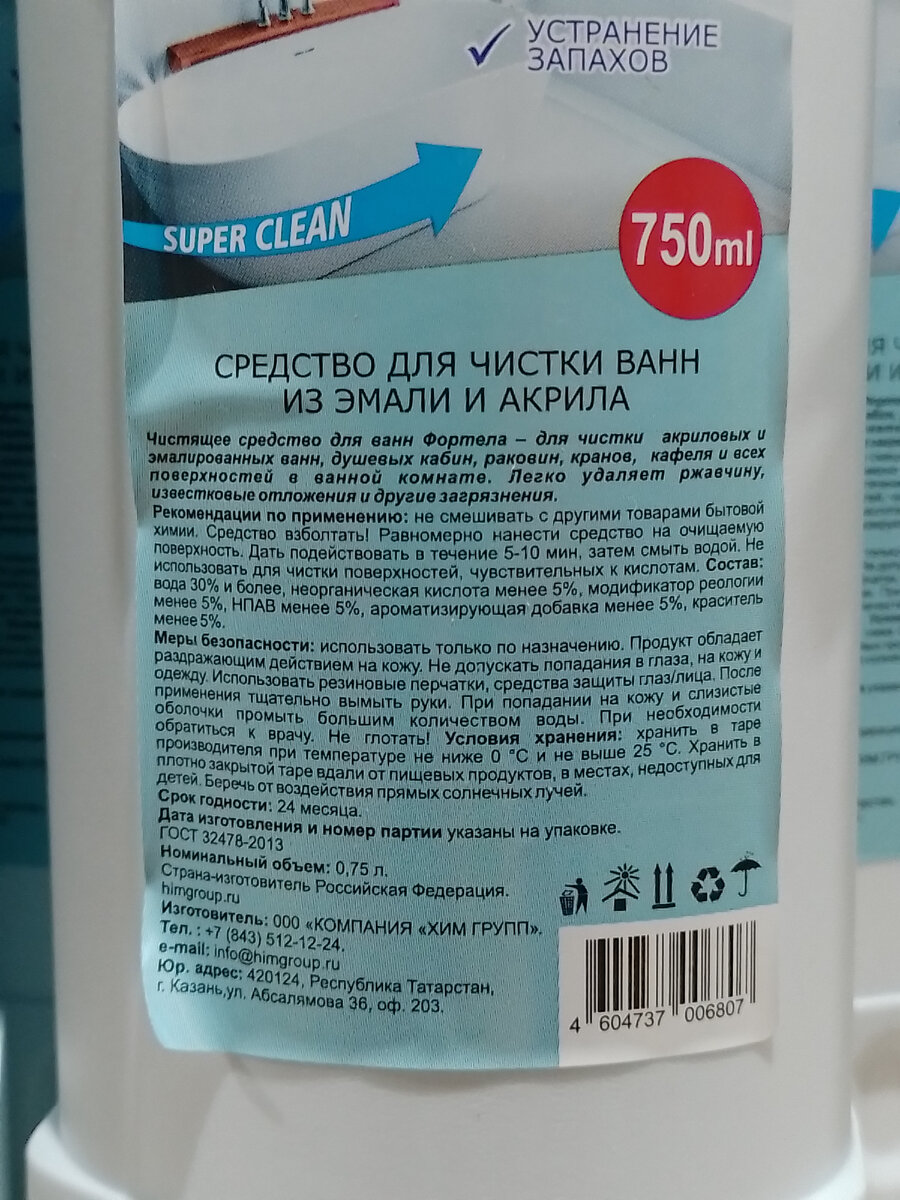 УСТРАНЕНИЕ
ЗАПАХОВ
SUPER CLEAN
750ml
СРЕДСТВО ДЛЯ ЧИСТКИ ВАНН
ИЗ ЭМАЛИ И АКРИЛА
Чистящее средство для ванн Фортела – для чистки акриловых и
эмалированных ванн, душевых кабин, раковин, кранов, кафеля и всех
поверхностей в ванной комнате. Легко удаляет ржавчину,
известковые отложения и другие загрязнения.
Рекомендации по применению: не смешивать с другими товарами бытовой
химии. Средство взболтать! Равномерно нанести средство на очищаемую
поверхность. Дать подействовать в течение 5-10 мин, затем смыть водой. Не
использовать для чистки поверхностей, чувствительных к кислотам. Состав:
вода 30% и более, неорганическая кислота менее 5%, модификатор реологии
менее 5%, НПАВ менее 5%, ароматизирующая добавка менее 5%, краситель
менее 5%.
Меры безопасности: использовать только по назначению. Продукт обладает
раздражающим действием на кожу. Не допускать попадания в глаза, на кожу и
одежду. Использовать резиновые перчатки, средства защиты глаз/лица. После
применения тщательно вымыть руки. При попадании на кожу и слизистые
оболочки промыть большим количеством воды. При необходимости
обратиться к врачу. Не глотать! Условия хранения: хранить в таре
производителя при температуре не ниже 0 °C и не выше 25 °C. Хранить в
плотно закрытой таре вдали от пищевых продуктов, в местах, недоступных для
детей. Беречь от воздействия прямых солнечных лучей.
Срок годности: 24 месяца.
Дата изготовления и номер партии указаны на упаковке.
ГОСТ 32478-2013
Номинальный объем: 0,75 л.
Страна-изготовитель Российская Федерация.
himgroup.ru
Изготовитель: ООО «КОМПАНИЯ «ХИМ ГРУПП».
Тел. : +7 (843) 512-12-24.
e-mail: info@himgroup.ru
Юр. адрес: 420124, Республика Татарстан,
г. Казань,ул. Абсалямова 36, оф. 203.
4 604737 006807